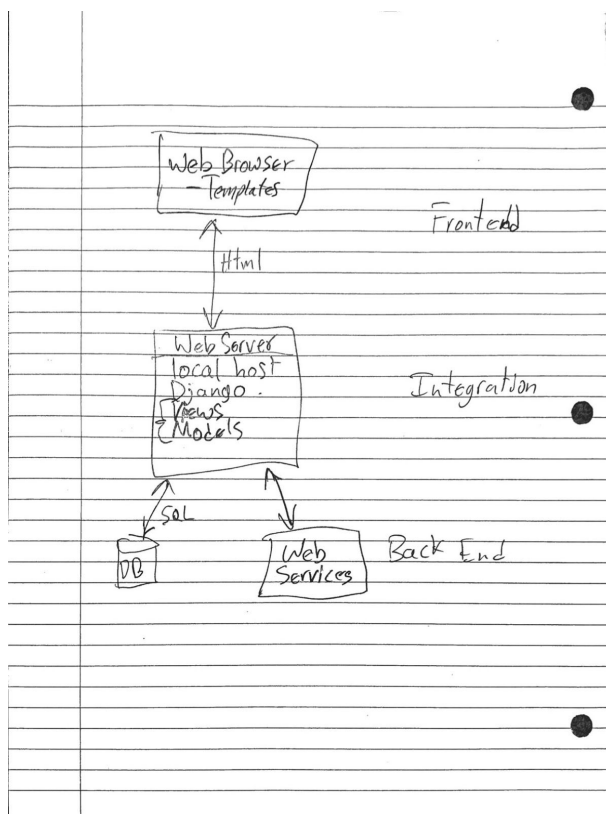 Web Browser
- Templates
Frontend
Html
Web Server
local host
Django.
Views
Models
Integration
SQL
DB
Web
Services
Back End